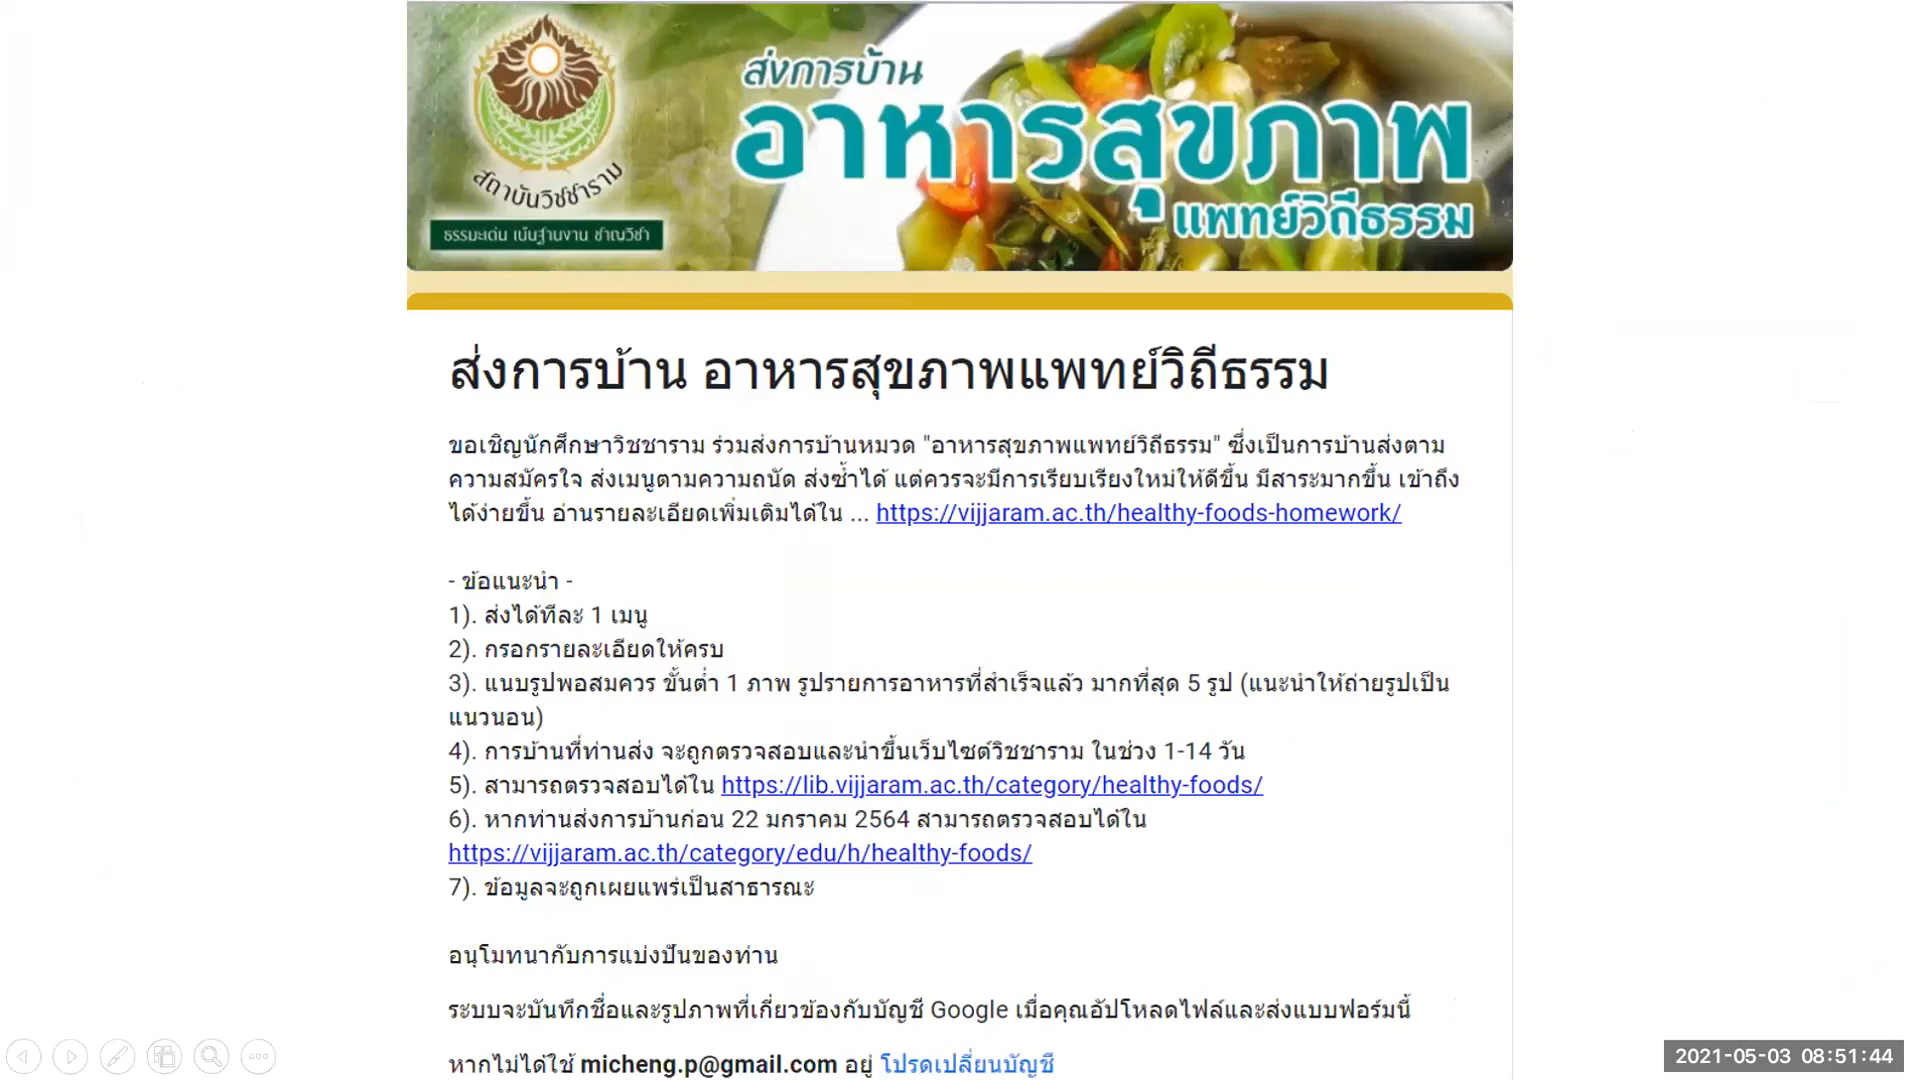 ส่งการบ้าน
อาหารสุขภาพ
แพทย์วิถีธรรม
สถาบันวิชชาราม
ธรรมะเด่น เน้นฐานงาน ชำนาญวิชา
ส่งการบ้าน อาหารสุขภาพแพทย์วิถีธรรม
ขอเชิญนักศึกษาวิชชาราม ร่วมส่งการบ้านหมวด "อาหารสุขภาพแพทย์วิถีธรรม" ซึ่งเป็นการบ้านส่งตาม
ความสมัครใจ ส่งเมนูตามความถนัด ส่งซ้ำได้ แต่ควรจะมีการเรียบเรียงใหม่ให้ดีขึ้น มีสาระมากขึ้น เข้าถึง
ได้ง่ายขึ้น อ่านรายละเอียดเพิ่มเติมได้ใน ... https://vijjaram.ac.th/healthy-foods-homework/
- ข้อแนะนำ -
1). ส่งได้ทีละ 1 เมนู
2). กรอกรายละเอียดให้ครบ
3). แนบรูปพอสมควร ขั้นต่ำ 1 ภาพ รูปรายการอาหารที่สำเร็จแล้ว มากที่สุด 5 รูป (แนะนำให้ถ่ายรูปเป็น
แนวนอน)
4). การบ้านที่ท่านส่ง จะถูกตรวจสอบและนำขึ้นเว็บไซต์วิชชาราม ในช่วง 1-14 วัน
5). สามารถตรวจสอบได้ใน https://lib.vijjaram.ac.th/category/healthy-foods/
6). หากท่านส่งการบ้านก่อน 22 มกราคม 2564 สามารถตรวจสอบได้ใน
https://vijjaram.ac.th/category/edu/h/healthy-foods/
7). ข้อมูลจะถูกเผยแพร่เป็นสาธารณะ
อนุโมทนากับการแบ่งปันของท่าน
ระบบจะบันทึกชื่อและรูปภาพที่เกี่ยวข้องกับบัญชี Google เมื่อคุณอัปโหลดไฟล์และส่งแบบฟอร์มนี้
หากไม่ได้ใช้ micheng.p@gmail.com อยู่ โปรดเปลี่ยนบัญชี
2021-05-03 08:51:44